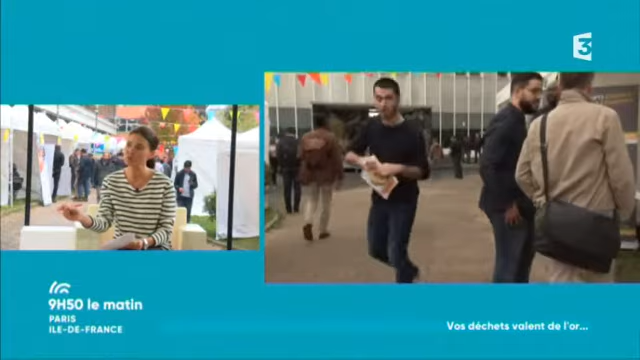 3
9H50 le matin
PARIS
ILE-DE-FRANCE
Vos déchets valent de l'or...